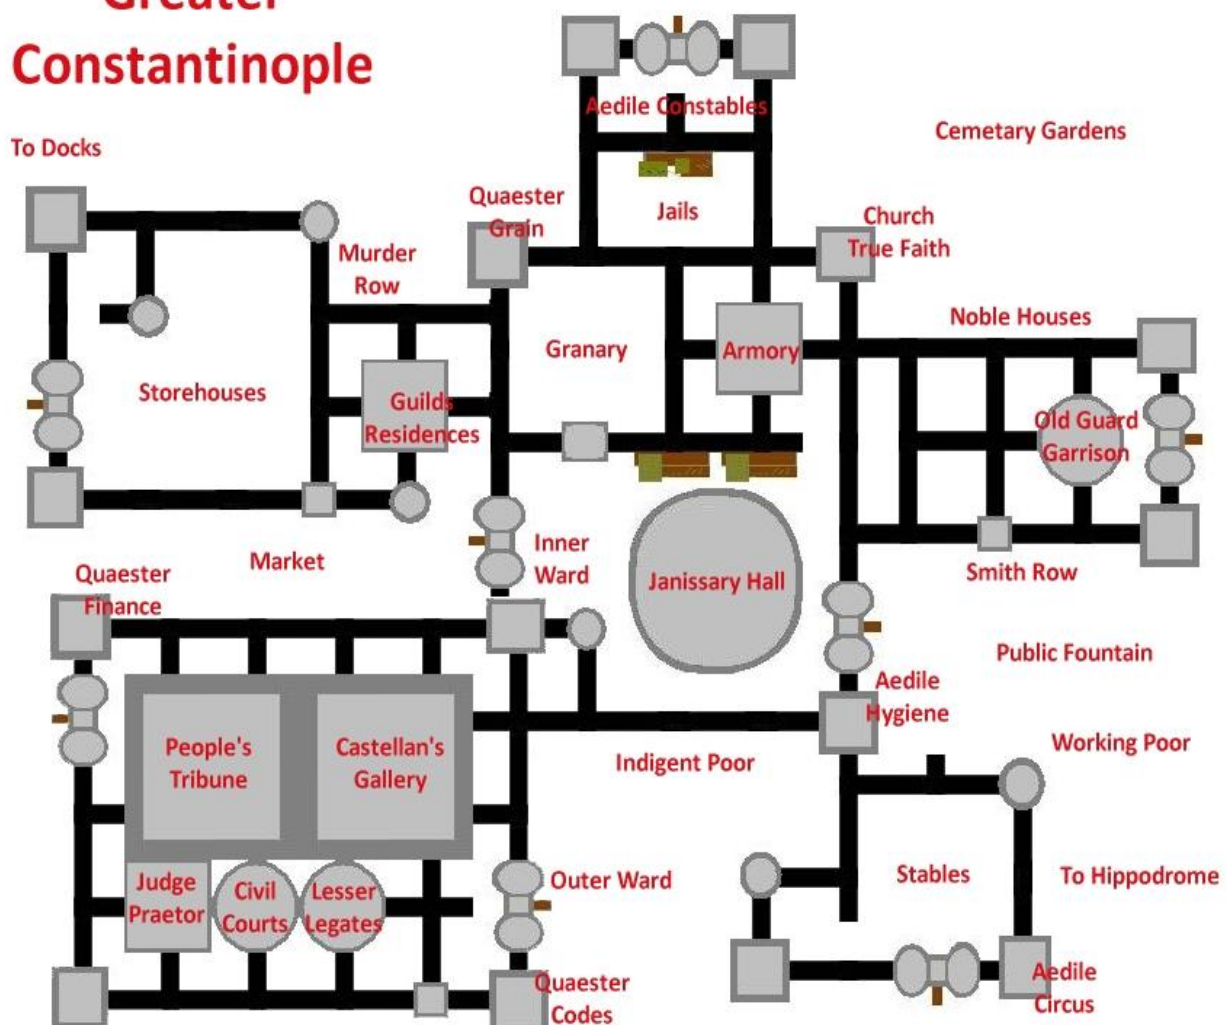 Greater
Constantinople
To Docks
Aedile Constables
Cemetary Gardens
Jails
Quaester
Grain
Church
True Faith
Murder
Row
Noble Houses
Granary
Armory
Storehouses
Guilds
Residences
Old Guard
Garrison
Inner
Ward
Market
Janissary Hall
Smith Row
Quaester
Finance
Public Fountain
Aedile
Hygiene
People's
Tribune
Castellan's
Gallery
Indigent Poor
Working Poor
Judge
Praetor
Civil
Courts
Lesser
Legates
Outer Ward
Stables
To Hippodrome
Quaester
Codes
Aedile
Circus